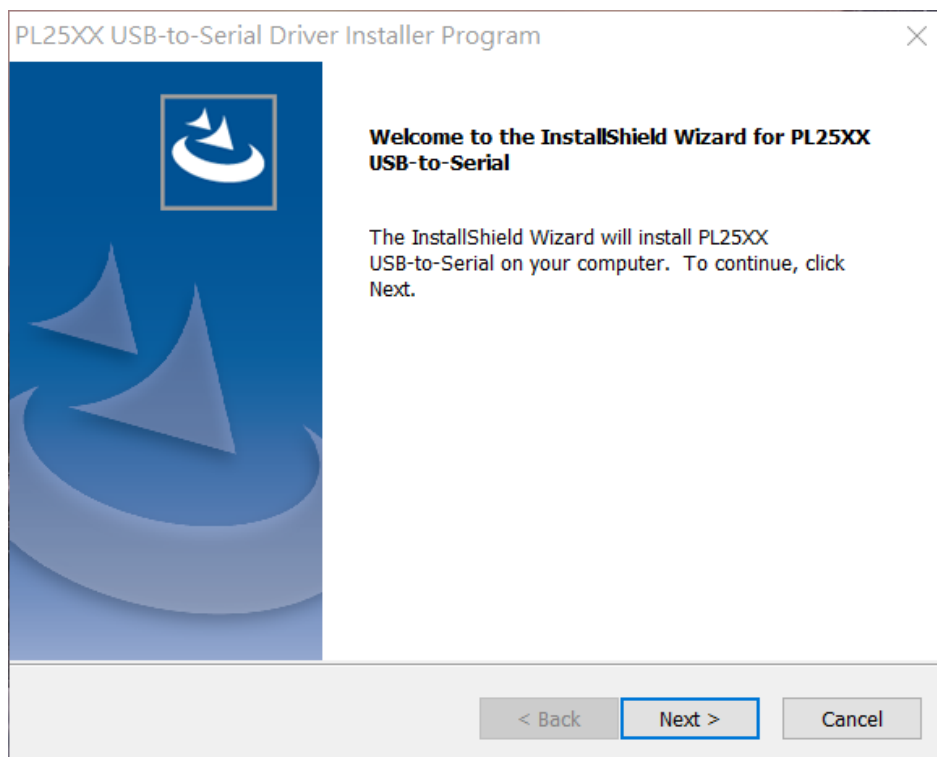 PL25XX USB-to-Serial Driver Installer Program
Welcome to the InstallShield Wizard for PL25XX
USB-to-Serial
The InstallShield Wizard will install PL25XX
USB-to-Serial on your computer.  To continue, click
Next.
< Back
Next >
Cancel